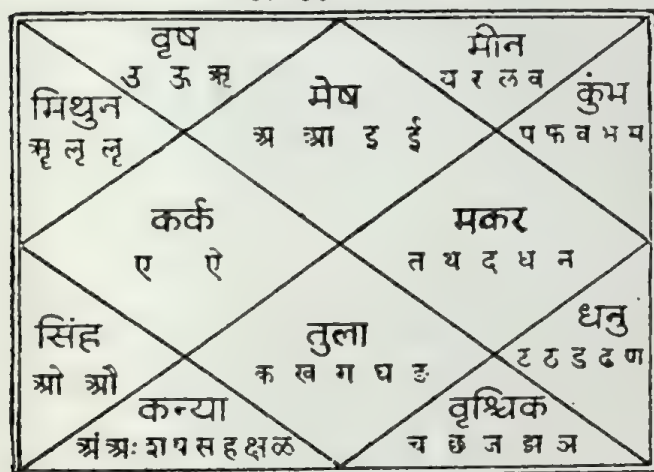 वृष
उ ऊ ऋ
मीन
य र ल व
मिथुन
ॠ लृ लृ
मेष
अ आ इ ई
कुंभ
प फ व भ म
कर्क
ए ऐ
मकर
त थ द ध न
सिंह
ओ औ
तुला
क ख ग घ ङ
धनु
ट ठ ड ढ ण
कन्या
अं अः श ष स ह क्ष ळ
वृश्चिक
च छ ज झ ञ